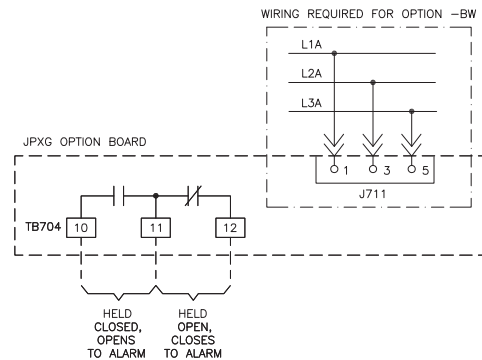 WIRING REQUIRED FOR OPTION -BW
L1A
L2A
L3A
JPXG OPTION BOARD
1 3 5
J711
TB704 10 11 12
HELD CLOSED, OPENS TO ALARM
HELD OPEN, CLOSES TO ALARM